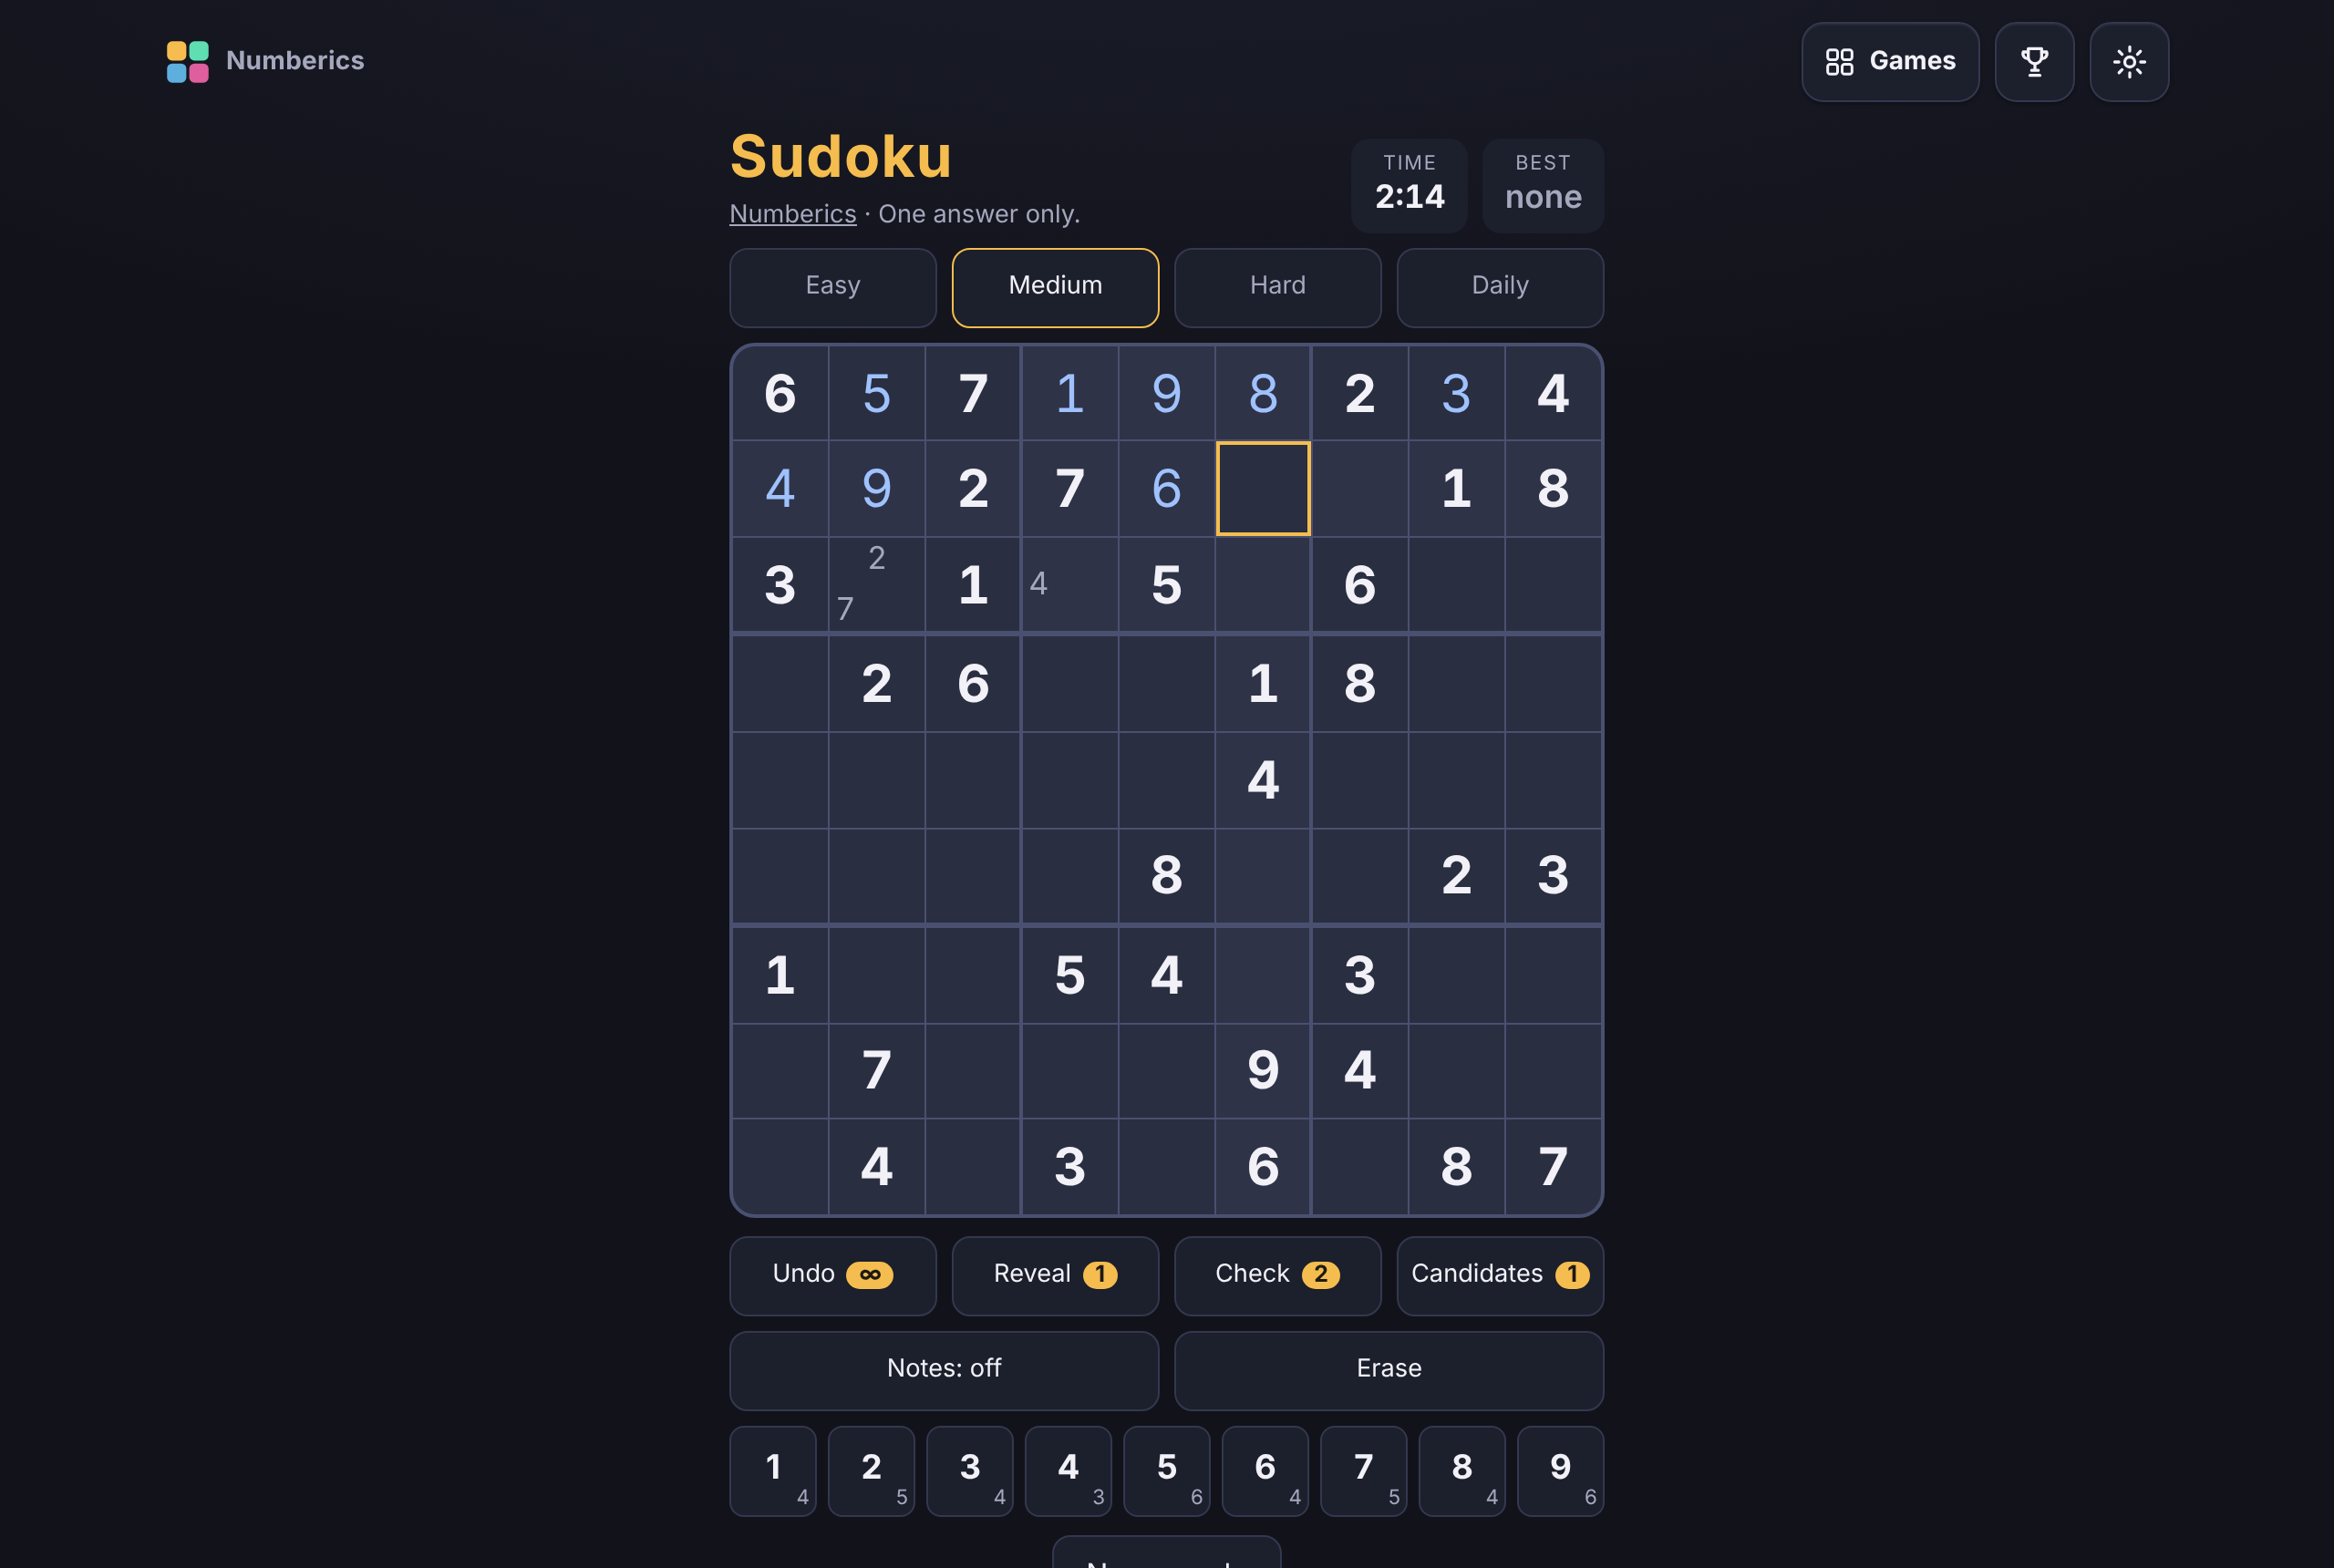 Numberics
Games
Sudoku
Numberics · One answer only.
TIME
2:14
BEST
none
Easy Medium Hard Daily
6 5 7 1 9 8 2 3 4
4 9 2 7 6 1 8
3 2 7 1 4 5 6
2 6 1 8
4
8 2 3
1 5 4 3
7 9 4
4 3 6 8 7
Undo ∞ Reveal 1 Check 2 Candidates 1
Notes: off Erase
1 4 2 5 3 4 4 3 5 6 6 4 7 5 8 4 9 6